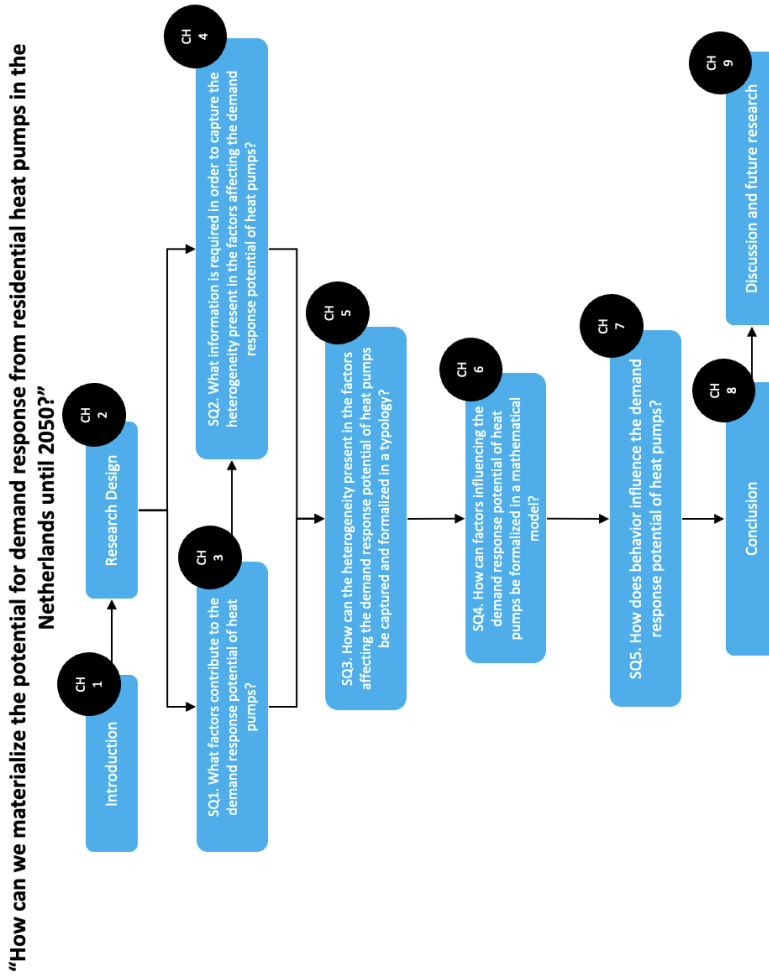 “How can we materialize the potential for demand response from residential heat pumps in the
Netherlands until 2050?”
Introduction
CH
1
Research Design
CH
2
SQ1. What factors contribute to the
demand response potential of heat
pumps?
CH
3
SQ2. What information is required in order to capture the
heterogeneity present in the factors affecting the demand
response potential of heat pumps?
CH
4
SQ3. How can the heterogeneity present in the factors
affecting the demand response potential of heat pumps
be captured and formalized in a typology?
CH
5
SQ4. How can factors influencing the
demand response potential of heat
pumps be formalized in a mathematical
model?
CH
6
SQ5. How does behavior influence the demand
response potential of heat pumps?
CH
7
Conclusion
CH
8
Discussion and future research
CH
9